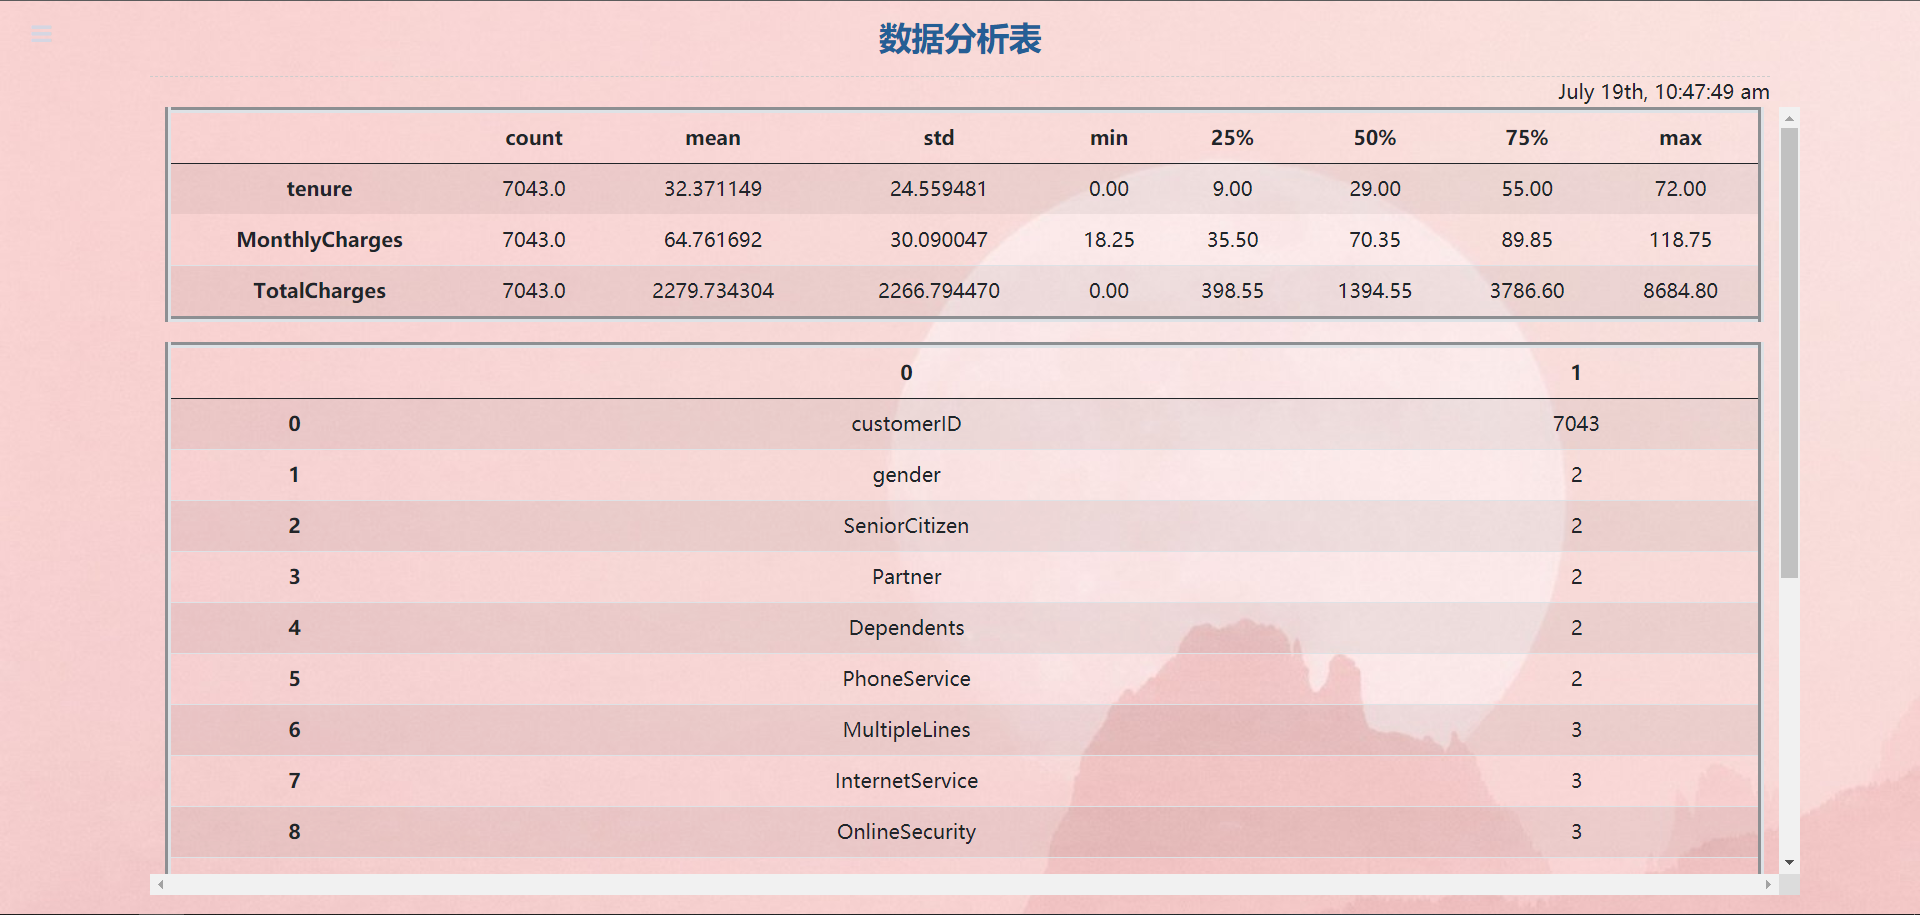 数据分析表
July 19th, 10:47:49 am
count mean std min 25% 50% 75% max
tenure 7043.0 32.371149 24.559481 0.00 9.00 29.00 55.00 72.00
MonthlyCharges 7043.0 64.761692 30.090047 18.25 35.50 70.35 89.85 118.75
TotalCharges 7043.0 2279.734304 2266.794470 0.00 398.55 1394.55 3786.60 8684.80
0 1
0 customerID 7043
1 gender 2
2 SeniorCitizen 2
3 Partner 2
4 Dependents 2
5 PhoneService 2
6 MultipleLines 3
7 InternetService 3
8 OnlineSecurity 3